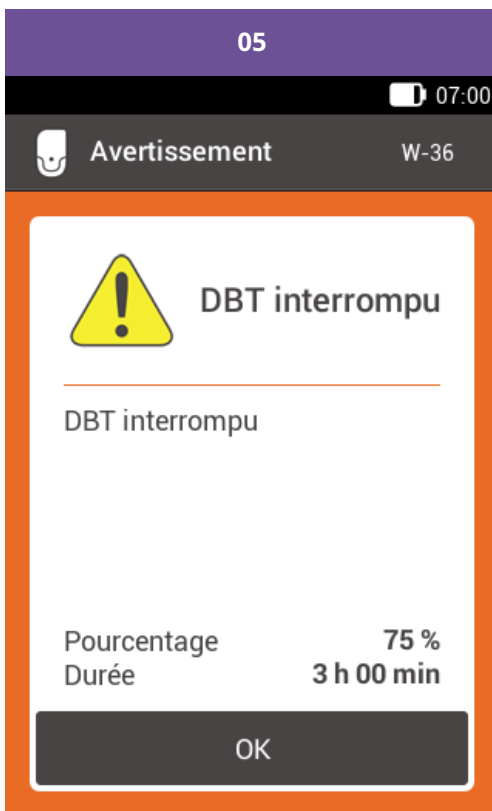 05
07:00
Avertissement W-36
DBT interrompu
DBT interrompu
Pourcentage 75 %
Durée 3 h 00 min
OK